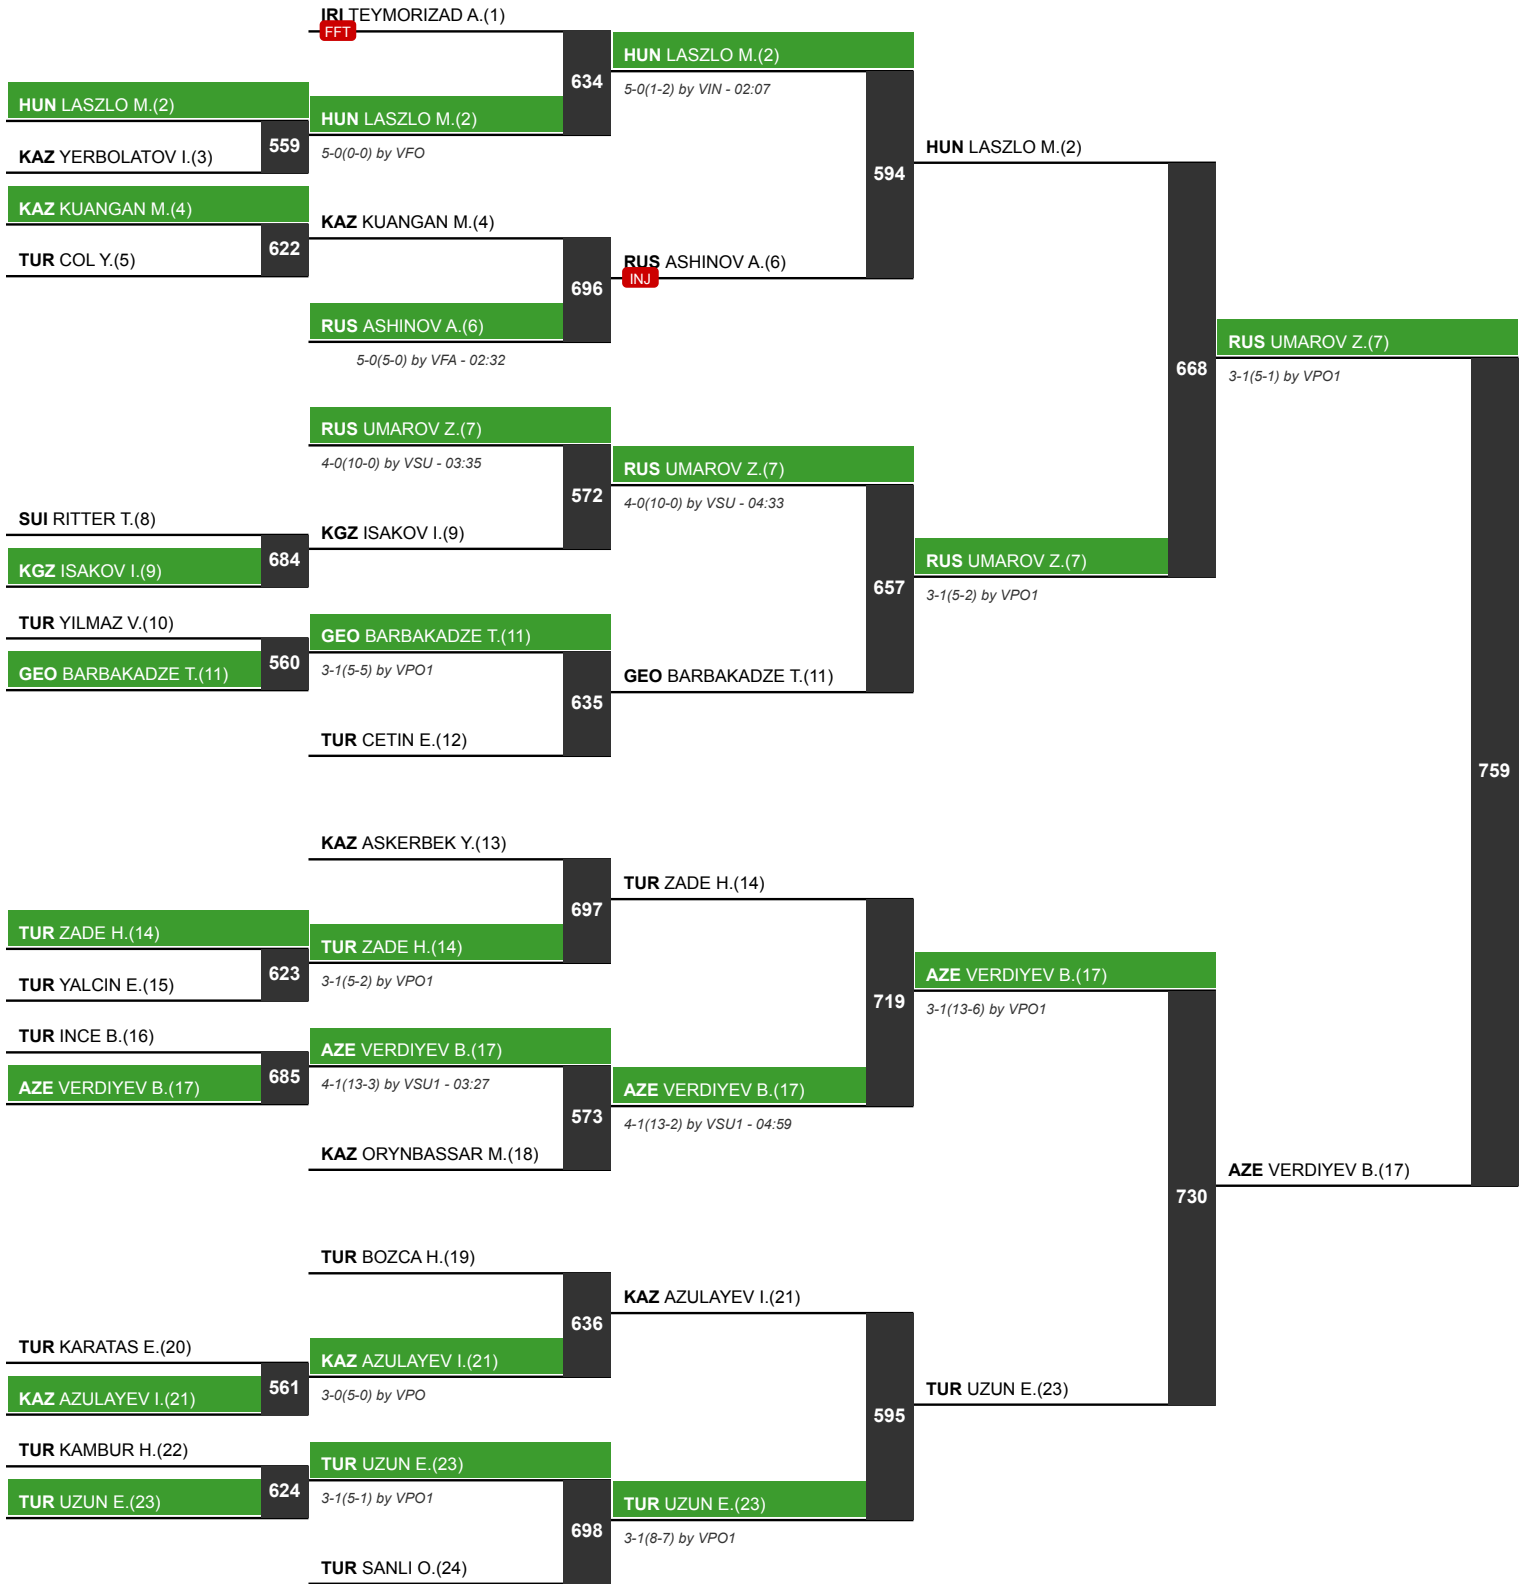 IRI TEYMORIZAD A.(1)
FFT
634
HUN LASZLO M.(2)
5-0(1-2) by VIN - 02:07
HUN LASZLO M.(2)
559
HUN LASZLO M.(2)
5-0(0-0) by VFO
KAZ YERBOLATOV I.(3)
594
HUN LASZLO M.(2)
KAZ KUANGAN M.(4)
622
KAZ KUANGAN M.(4)
TUR COL Y.(5)
696
RUS ASHINOV A.(6)
INJ
RUS ASHINOV A.(6)
5-0(5-0) by VFA - 02:32
668
RUS UMAROV Z.(7)
3-1(5-1) by VPO1
RUS UMAROV Z.(7)
4-0(10-0) by VSU - 03:35
572
RUS UMAROV Z.(7)
4-0(10-0) by VSU - 04:33
SUI RITTER T.(8)
684
KGZ ISAKOV I.(9)
KGZ ISAKOV I.(9)
657
RUS UMAROV Z.(7)
3-1(5-2) by VPO1
TUR YILMAZ V.(10)
560
GEO BARBAKADZE T.(11)
3-1(5-5) by VPO1
GEO BARBAKADZE T.(11)
635
GEO BARBAKADZE T.(11)
TUR CETIN E.(12)
759
KAZ ASKERBEK Y.(13)
697
TUR ZADE H.(14)
TUR ZADE H.(14)
623
TUR ZADE H.(14)
3-1(5-2) by VPO1
TUR YALCIN E.(15)
719
AZE VERDIYEV B.(17)
3-1(13-6) by VPO1
TUR INCE B.(16)
685
AZE VERDIYEV B.(17)
4-1(13-3) by VSU1 - 03:27
AZE VERDIYEV B.(17)
573
AZE VERDIYEV B.(17)
4-1(13-2) by VSU1 - 04:59
KAZ ORYNBASSAR M.(18)
730
AZE VERDIYEV B.(17)
TUR BOZCA H.(19)
636
KAZ AZULAYEV I.(21)
TUR KARATAS E.(20)
561
KAZ AZULAYEV I.(21)
3-0(5-0) by VPO
KAZ AZULAYEV I.(21)
595
TUR UZUN E.(23)
TUR KAMBUR H.(22)
624
TUR UZUN E.(23)
3-1(5-1) by VPO1
TUR UZUN E.(23)
698
TUR UZUN E.(23)
3-1(8-7) by VPO1
TUR SANLI O.(24)